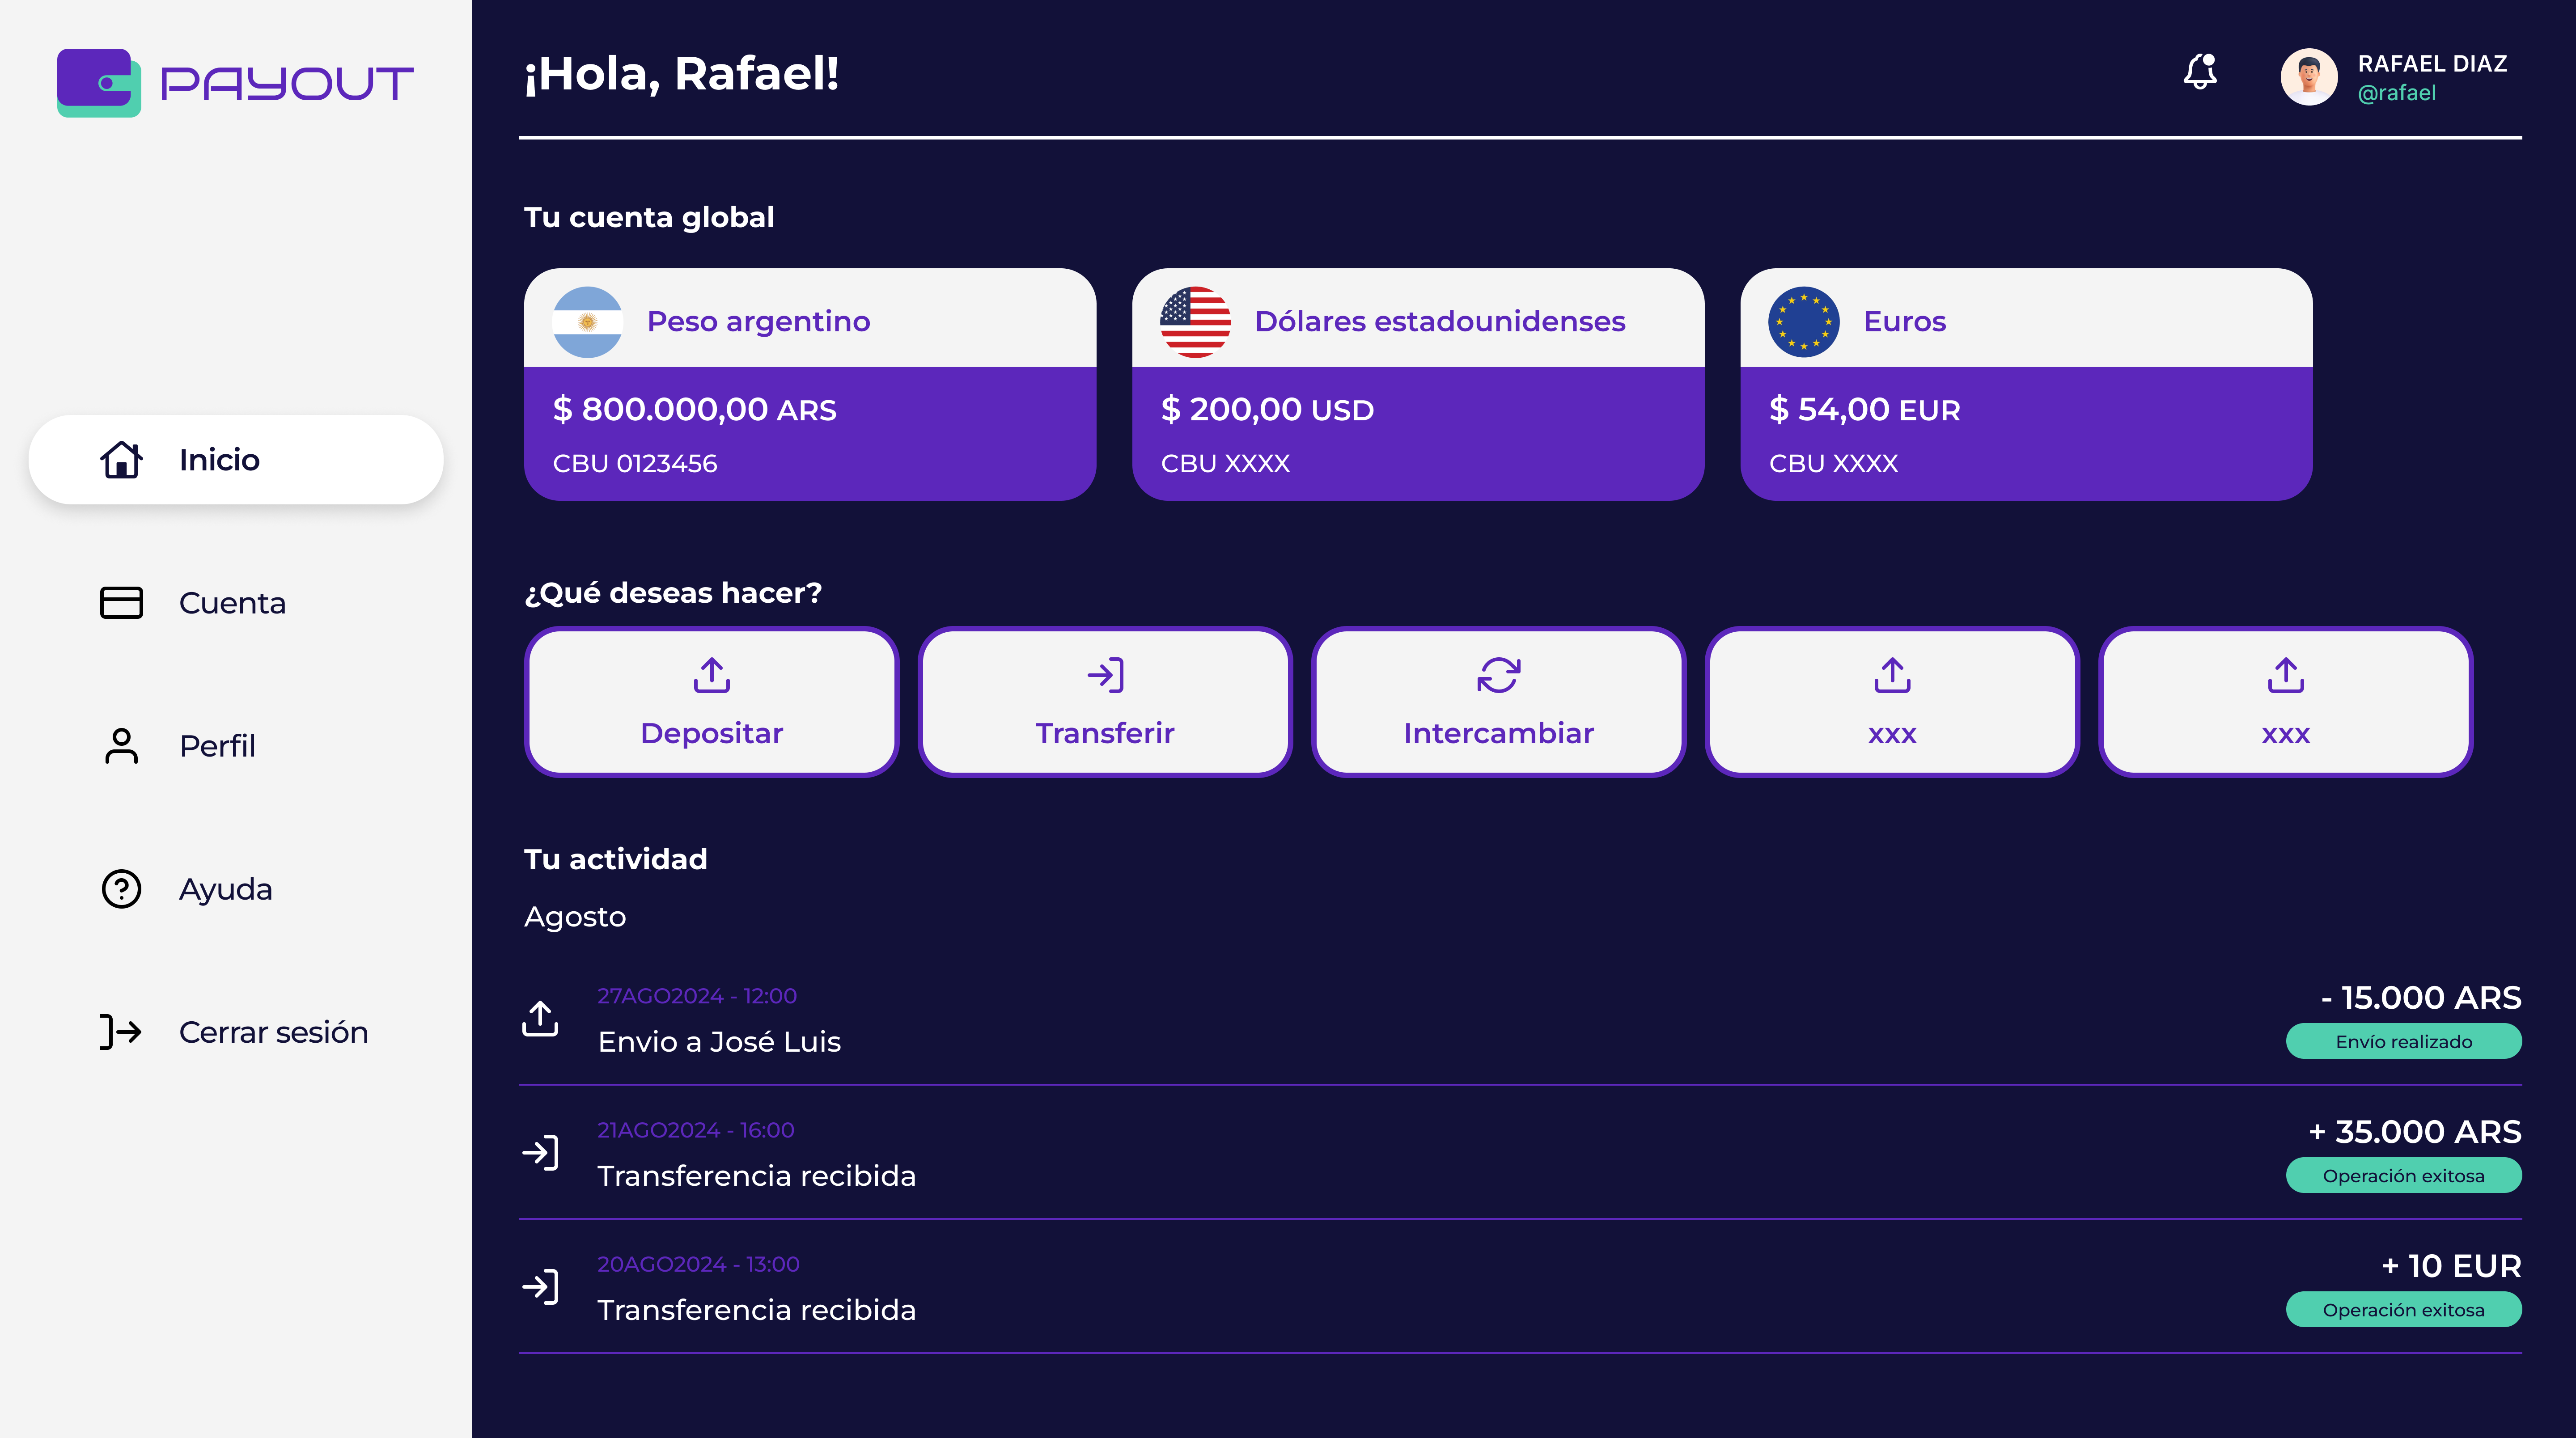 PAYOUT
Inicio
Cuenta
Perfil
Ayuda
Cerrar sesión
¡Hola, Rafael!
RAFAEL DIAZ
@rafael
Tu cuenta global
Peso argentino
$ 800.000,00 ARS
CBU 0123456
Dólares estadounidenses
$ 200,00 USD
CBU XXXX
Euros
$ 54,00 EUR
CBU XXXX
¿Qué deseas hacer?
Depositar
Transferir
Intercambiar
xxx
xxx
Tu actividad
Agosto
27AGO2024 - 12:00
Envio a José Luis
- 15.000 ARS
Envío realizado
21AGO2024 - 16:00
Transferencia recibida
+ 35.000 ARS
Operación exitosa
20AGO2024 - 13:00
Transferencia recibida
+ 10 EUR
Operación exitosa